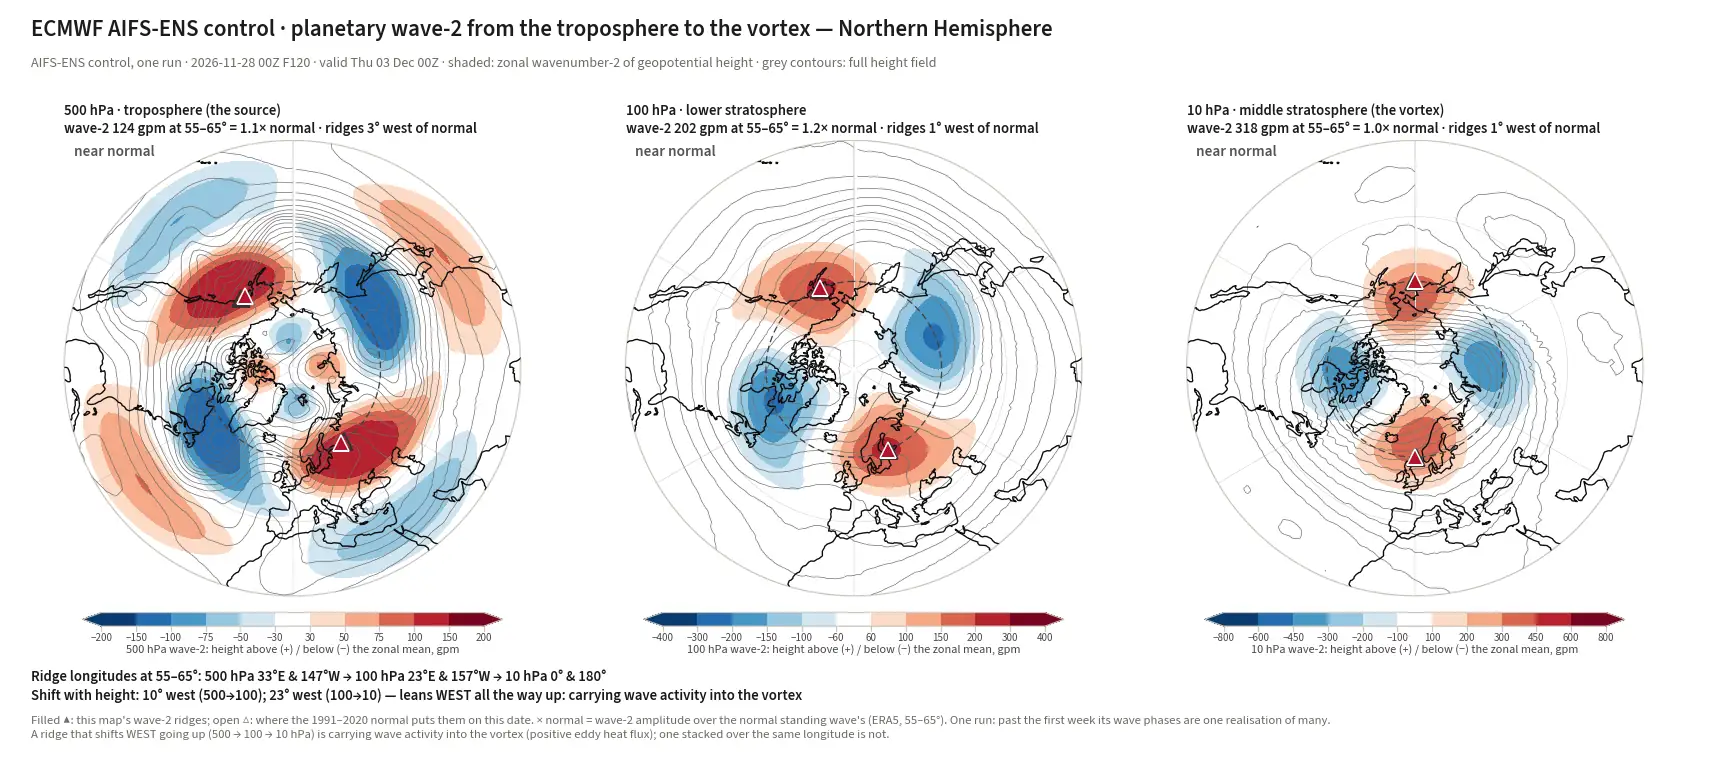 ECMWF AIFS-ENS control · planetary wave-2 from the troposphere to the vortex — Northern Hemisphere
AIFS-ENS control, one run · 2026-11-28 00Z F120 · valid Thu 03 Dec 00Z · shaded: zonal wavenumber-2 of geopotential height · grey contours: full height field
500 hPa · troposphere (the source)
wave-2 124 gpm at 55–65° = 1.1× normal · ridges 3° west of normal
near normal
100 hPa · lower stratosphere
wave-2 202 gpm at 55–65° = 1.2× normal · ridges 1° west of normal
near normal
10 hPa · middle stratosphere (the vortex)
wave-2 318 gpm at 55–65° = 1.0× normal · ridges 1° west of normal
near normal
−200 −150 −100 −75 −50 −30 30 50 75 100 150 200
500 hPa wave-2: height above (+) / below (−) the zonal mean, gpm
−400 −300 −200 −150 −100 −60 60 100 150 200 300 400
100 hPa wave-2: height above (+) / below (−) the zonal mean, gpm
−800 −600 −450 −300 −200 −100 100 200 300 450 600 800
10 hPa wave-2: height above (+) / below (−) the zonal mean, gpm
Ridge longitudes at 55–65°: 500 hPa 33°E & 147°W → 100 hPa 23°E & 157°W → 10 hPa 0° & 180°
Shift with height: 10° west (500→100); 23° west (100→10) — leans WEST all the way up: carrying wave activity into the vortex
Filled ▲: this map's wave-2 ridges; open △: where the 1991–2020 normal puts them on this date. × normal = wave-2 amplitude over the normal standing wave's (ERA5, 55–65°). One run: past the first week its wave phases are one realisation of many.
A ridge that shifts WEST going up (500 → 100 → 10 hPa) is carrying wave activity into the vortex (positive eddy heat flux); one stacked over the same longitude is not.